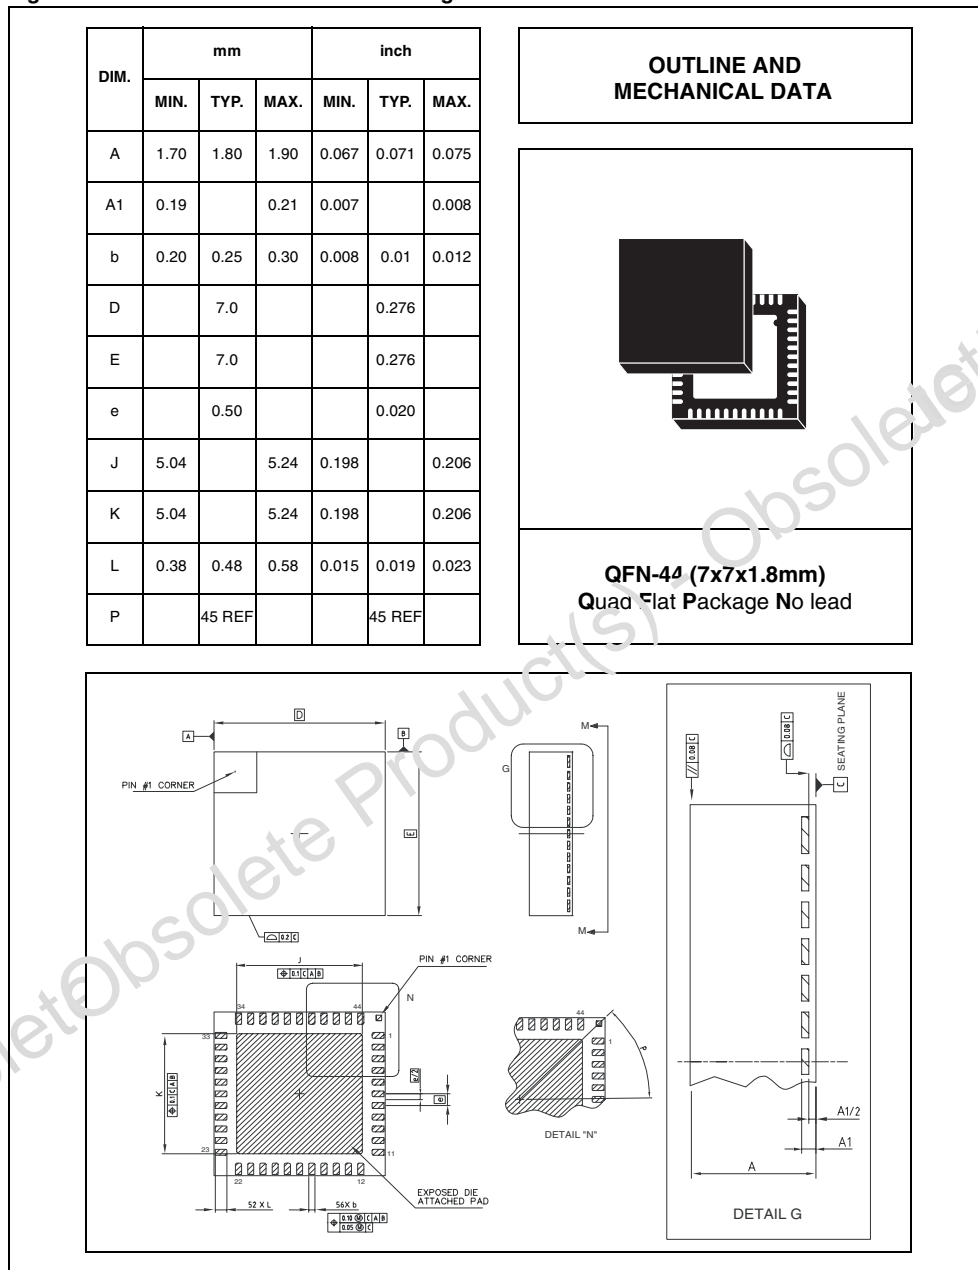 DIM. mm inch
MIN. TYP. MAX. MIN. TYP. MAX.
A 1.70 1.80 1.90 0.067 0.071 0.075
A1 0.19 0.21 0.007 0.008
b 0.20 0.25 0.30 0.008 0.01 0.012
D 7.0 0.276
E 7.0 0.276
e 0.50 0.020
J 5.04 5.24 0.198 0.206
K 5.04 5.24 0.198 0.206
L 0.38 0.48 0.58 0.015 0.019 0.023
P 45 REF 45 REF
OUTLINE AND
MECHANICAL DATA
QFN-44 (7x7x1.8mm)
Quad Flat Package No lead
D
A
B
PIN #1 CORNER
E
0.2 C
M
G
M
// 0.08 C
0.08 C
C
SEATING PLANE
A1/2
A1
A
DETAIL G
J
0.1 C A B
PIN #1 CORNER
N
34
44
33
1
K
0.1 C A B
e/2
e
23
11
22
12
52 X L
56X b
0.10 M C A B
0.05 M C
EXPOSED DIE
ATTACHED PAD
44
1
P
DETAIL "N"
Obsolete Product(s) - Obsolete